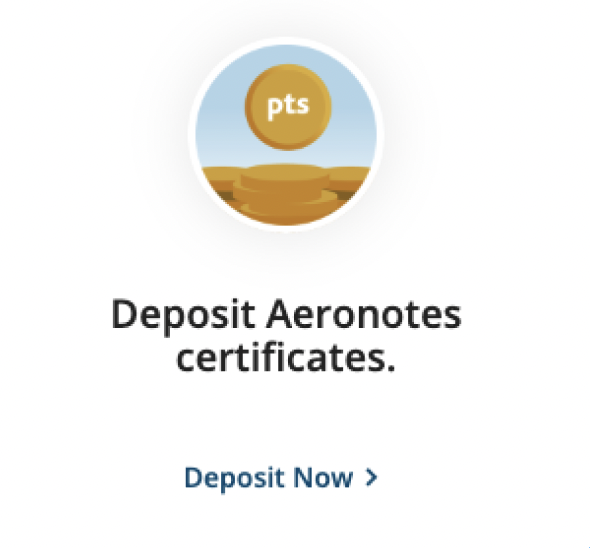 pts
Deposit Aeronotes
certificates.
Deposit Now >